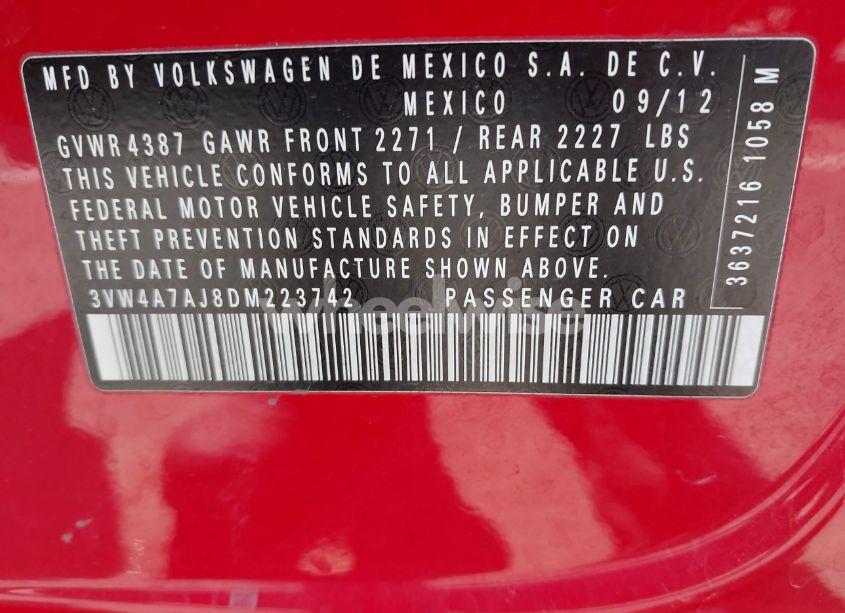 MFD BY VOLKSWAGEN DE MEXICO S.A. DE C.V.
MEXICO 09/12
GVWR 4387 GAWR FRONT 2271 / REAR 2227 LBS
THIS VEHICLE CONFORMS TO ALL APPLICABLE U.S.
FEDERAL MOTOR VEHICLE SAFETY, BUMPER AND
THEFT PREVENTION STANDARDS IN EFFECT ON
THE DATE OF MANUFACTURE SHOWN ABOVE.
3VW4A7AJ8DM223742 PASSENGER CAR
3637216 1058 M
wheelwise